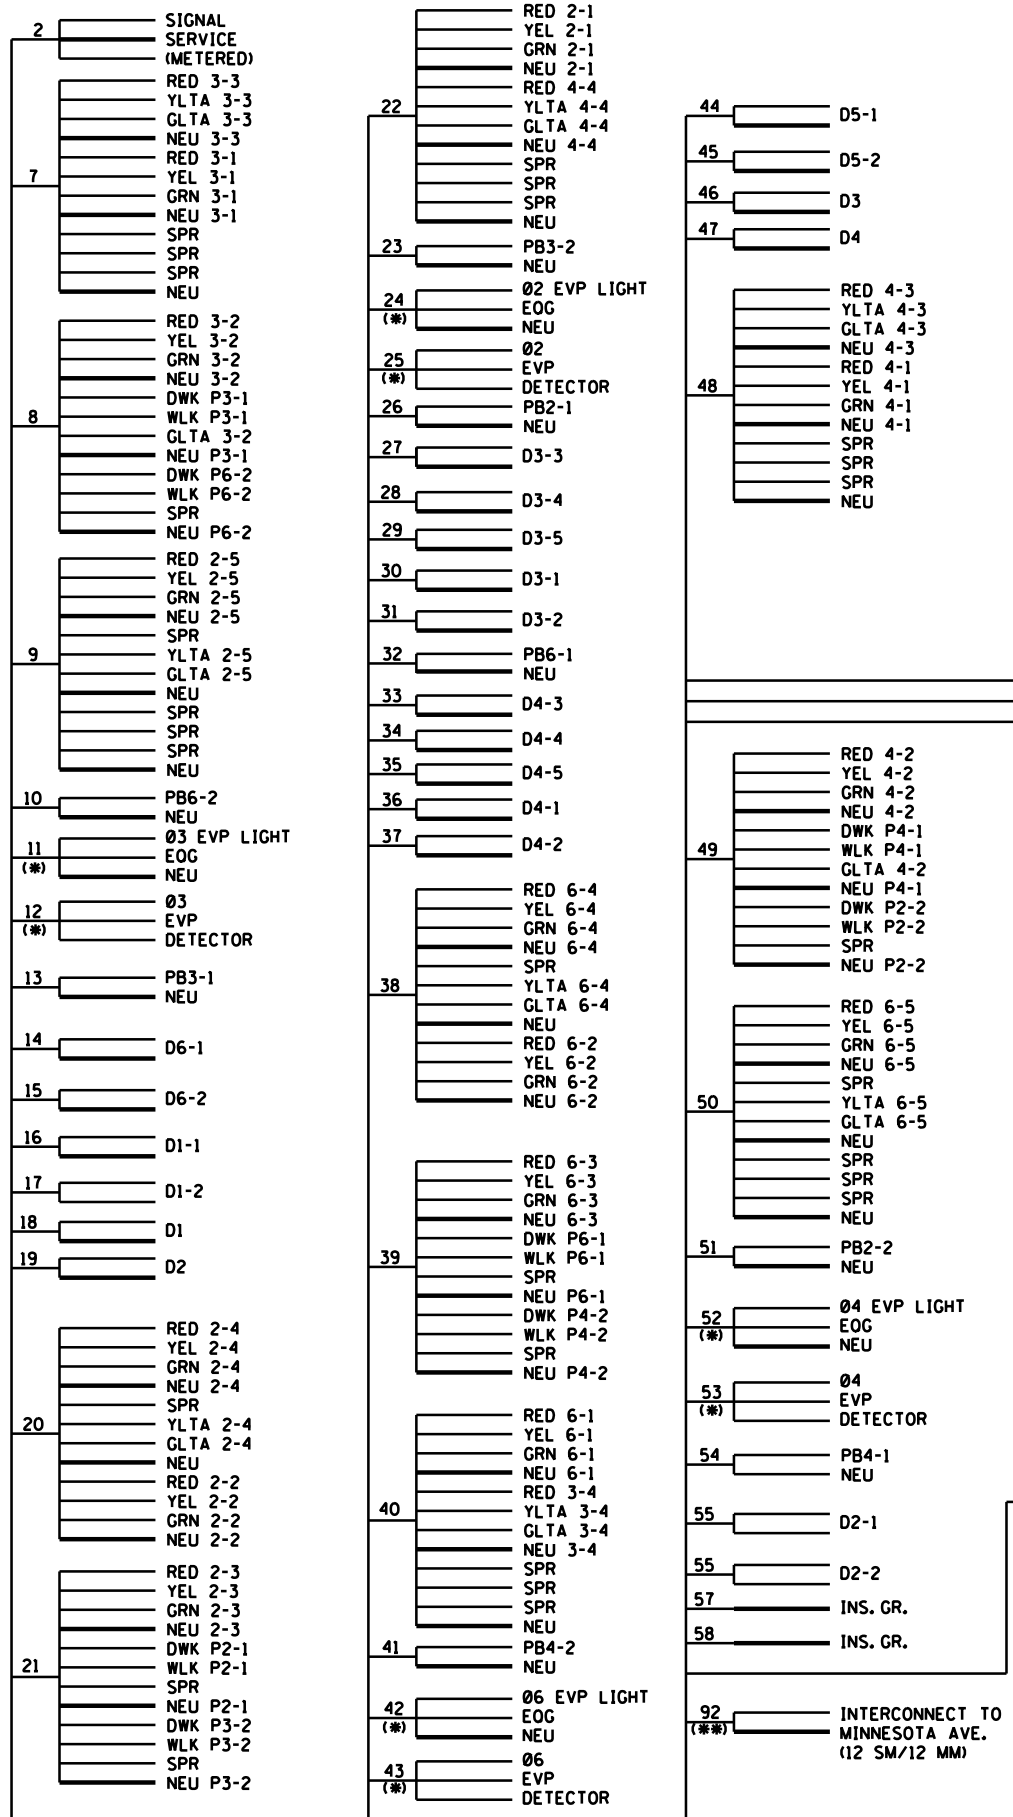 2
SIGNAL
SERVICE
(METERED)
7
RED 3-3
YLTA 3-3
GLTA 3-3
NEU 3-3
RED 3-1
YEL 3-1
GRN 3-1
NEU 3-1
SPR
SPR
SPR
NEU
8
RED 3-2
YEL 3-2
GRN 3-2
NEU 3-2
DWK P3-1
WLK P3-1
GLTA 3-2
NEU P3-1
DWK P6-2
WLK P6-2
SPR
NEU P6-2
9
RED 2-5
YEL 2-5
GRN 2-5
NEU 2-5
SPR
YLTA 2-5
GLTA 2-5
NEU
SPR
SPR
SPR
NEU
10
PB6-2
NEU
11
(*)
Ø3 EVP LIGHT
EOG
NEU
12
(*)
Ø3
EVP
DETECTOR
13
PB3-1
NEU
14
D6-1
15
D6-2
16
D1-1
17
D1-2
18
D1
19
D2
20
RED 2-4
YEL 2-4
GRN 2-4
NEU 2-4
SPR
YLTA 2-4
GLTA 2-4
NEU
RED 2-2
YEL 2-2
GRN 2-2
NEU 2-2
21
RED 2-3
YEL 2-3
GRN 2-3
NEU 2-3
DWK P2-1
WLK P2-1
SPR
NEU P2-1
DWK P3-2
WLK P3-2
SPR
NEU P3-2
22
RED 2-1
YEL 2-1
GRN 2-1
NEU 2-1
RED 4-4
YLTA 4-4
GLTA 4-4
NEU 4-4
SPR
SPR
SPR
NEU
23
PB3-2
NEU
24
(*)
Ø2 EVP LIGHT
EOG
NEU
25
(*)
Ø2
EVP
DETECTOR
26
PB2-1
NEU
27
D3-3
28
D3-4
29
D3-5
30
D3-1
31
D3-2
32
PB6-1
NEU
33
D4-3
34
D4-4
35
D4-5
36
D4-1
37
D4-2
38
RED 6-4
YEL 6-4
GRN 6-4
NEU 6-4
SPR
YLTA 6-4
GLTA 6-4
NEU
RED 6-2
YEL 6-2
GRN 6-2
NEU 6-2
39
RED 6-3
YEL 6-3
GRN 6-3
NEU 6-3
DWK P6-1
WLK P6-1
SPR
NEU P6-1
DWK P4-2
WLK P4-2
SPR
NEU P4-2
40
RED 6-1
YEL 6-1
GRN 6-1
NEU 6-1
RED 3-4
YLTA 3-4
GLTA 3-4
NEU 3-4
SPR
SPR
SPR
NEU
41
PB4-2
NEU
42
(*)
Ø6 EVP LIGHT
EOG
NEU
43
(*)
Ø6
EVP
DETECTOR
44
D5-1
45
D5-2
46
D3
47
D4
48
RED 4-3
YLTA 4-3
GLTA 4-3
NEU 4-3
RED 4-1
YEL 4-1
GRN 4-1
NEU 4-1
SPR
SPR
SPR
NEU
49
RED 4-2
YEL 4-2
GRN 4-2
NEU 4-2
DWK P4-1
WLK P4-1
GLTA 4-2
NEU P4-1
DWK P2-2
WLK P2-2
SPR
NEU P2-2
50
RED 6-5
YEL 6-5
GRN 6-5
NEU 6-5
SPR
YLTA 6-5
GLTA 6-5
NEU
SPR
SPR
SPR
NEU
51
PB2-2
NEU
52
(*)
Ø4 EVP LIGHT
EOG
NEU
53
(*)
Ø4
EVP
DETECTOR
54
PB4-1
NEU
55
D2-1
55
D2-2
57
INS. GR.
58
INS. GR.
92
(**)
INTERCONNECT TO
MINNESOTA AVE.
(12 SM/12 MM)